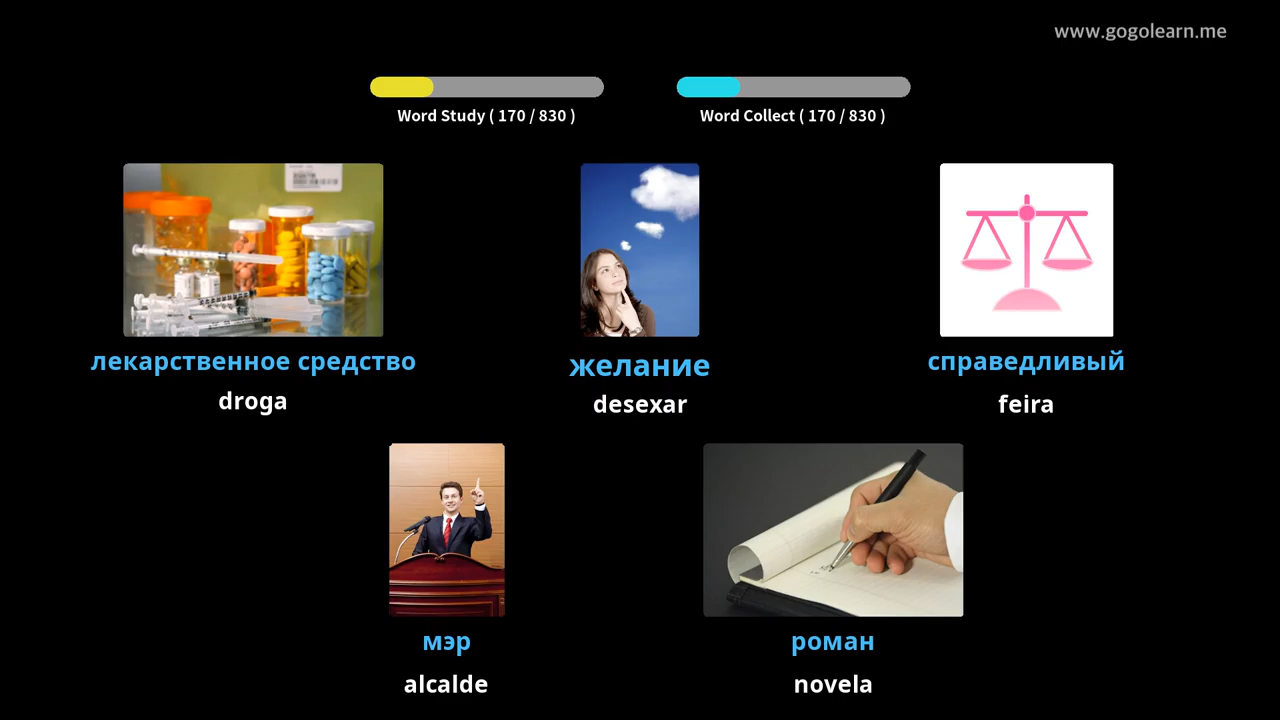 www.gogolearn.me
Word Study ( 170 / 830 )
Word Collect ( 170 / 830 )
лекарственное средство
droga
желание
desexar
справедливый
feira
мэр
alcalde
роман
novela